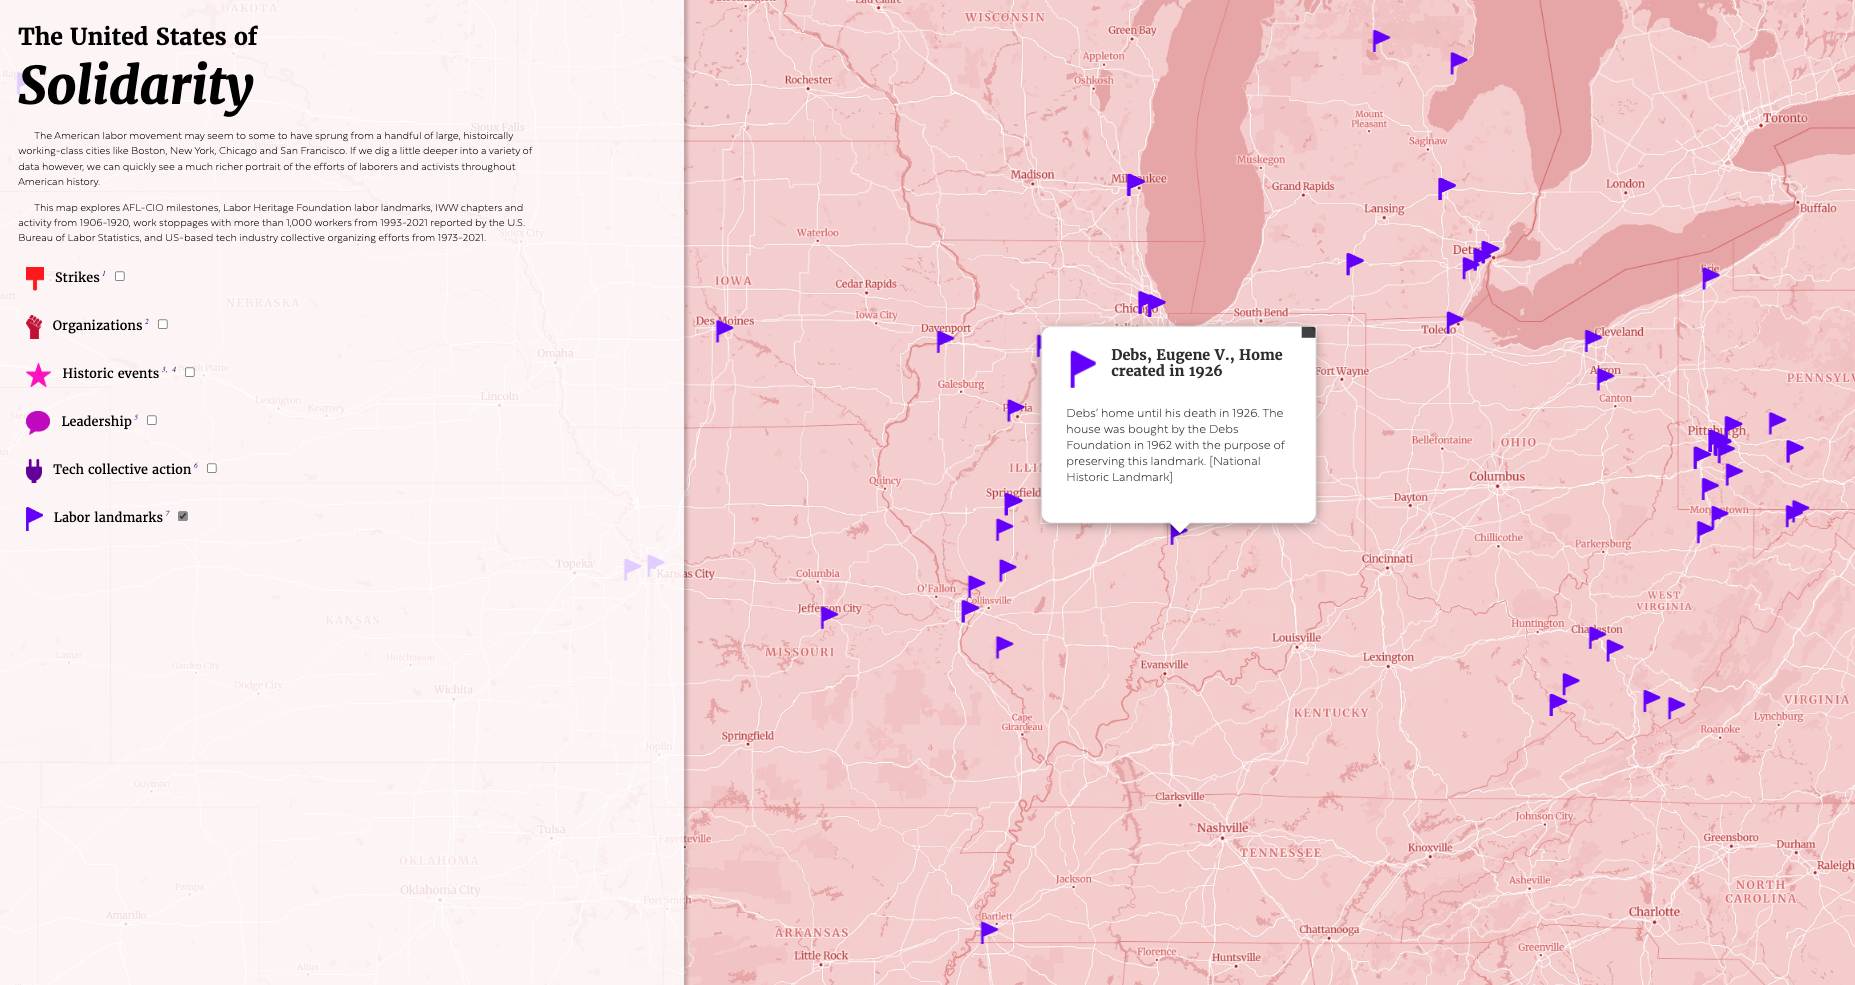 The United States of
Solidarity
The American labor movement may seem to some to have sprung from a handful of large, histoircally
working-class cities like Boston, New York, Chicago and San Francisco. If we dig a little deeper into a variety of
data however, we can quickly see a much richer portrait of the efforts of laborers and activists throughout
American history.
This map explores AFL-CIO milestones, Labor Heritage Foundation labor landmarks, IWW chapters and
activity from 1906-1920, work stoppages with more than 1,000 workers from 1993-2021 reported by the U.S.
Bureau of Labor Statistics, and US-based tech industry collective organizing efforts from 1973-2021.
Strikes 1
Organizations 2
Historic events 3, 4
Leadership 5
Tech collective action 6
Labor landmarks 7
Debs, Eugene V., Home
created in 1926
Debs' home until his death in 1926. The
house was bought by the Debs
Foundation in 1962 with the purpose of
preserving this landmark. [National
Historic Landmark]
DAKOTA
Sioux Falls
Sioux City
NEBRASKA
Omaha
North Platte
Lexington
Kearney
Lincoln
Topeka
Kansas City
KANSAS
Lamar
Garden City
Hutchinson
Dodge City
Wichita
Joplin
Guymon
Tulsa
OKLAHOMA
Oklahoma City
Pampa
Amarillo
Altus
Fort Smith
Fayetteville
WISCONSIN
Green Bay
Appleton
Oshkosh
Rochester
Madison
Milwaukee
Waterloo
IOWA
Cedar Rapids
Iowa City
Des Moines
Davenport
Galesburg
Peoria
Chicago
South Bend
Fort Wayne
Mount
Pleasant
Saginaw
Muskegon
Grand Rapids
Lansing
Detroit
Toledo
London
Toronto
Buffalo
Erie
Cleveland
Akron
Canton
PENNSYLV
Pittsburgh
Bellefontaine
OHIO
Columbus
Dayton
Morgantown
Chillicothe
Parkersburg
Cincinnati
ILLI
Springfield
Quincy
Columbia
O'Fallon
Collinsville
Jefferson City
MISSOURI
Evansville
Louisville
Lexington
Huntington
Charleston
WEST
VIRGINIA
VIRGINIA
Lynchburg
Roanoke
KENTUCKY
Cape
Girardeau
Springfield
Clarksville
Nashville
TENNESSEE
Knoxville
Johnson City
Greensboro
Durham
Raleigh
Asheville
NORTH
CAROLINA
Charlotte
Jackson
Bartlett
ARKANSAS
Little Rock
Chattanooga
Florence
Huntsville
Greenville